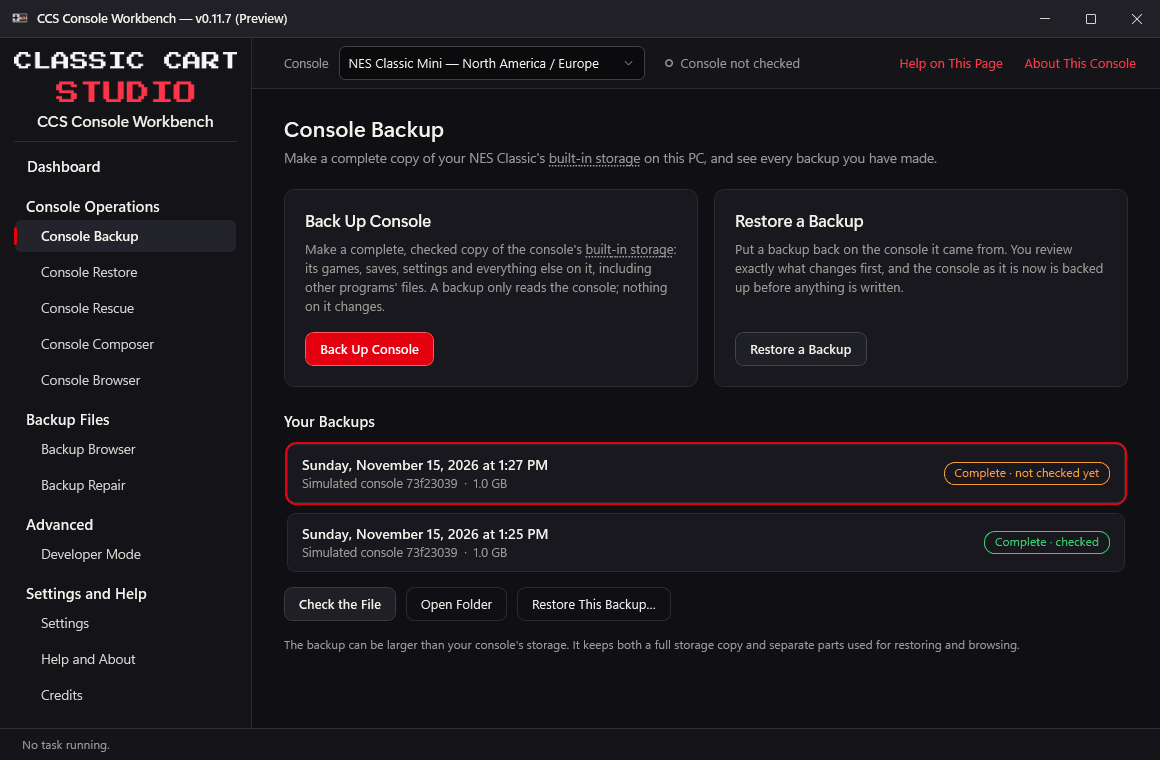 CCS Console Workbench — v0.11.7 (Preview)
CLASSIC CART
STUDIO
CCS Console Workbench
Dashboard
Console Operations
Console Backup
Console Restore
Console Rescue
Console Composer
Console Browser
Backup Files
Backup Browser
Backup Repair
Advanced
Developer Mode
Settings and Help
Settings
Help and About
Credits
Console
NES Classic Mini — North America / Europe
Console not checked
Help on This Page
About This Console
Console Backup
Make a complete copy of your NES Classic's built-in storage on this PC, and see every backup you have made.
Back Up Console
Make a complete, checked copy of the console's built-in storage:
its games, saves, settings and everything else on it, including
other programs' files. A backup only reads the console; nothing
on it changes.
Back Up Console
Restore a Backup
Put a backup back on the console it came from. You review
exactly what changes first, and the console as it is now is backed
up before anything is written.
Restore a Backup
Your Backups
Sunday, November 15, 2026 at 1:27 PM
Simulated console 73f23039 · 1.0 GB
Complete · not checked yet
Sunday, November 15, 2026 at 1:25 PM
Simulated console 73f23039 · 1.0 GB
Complete · checked
Check the File
Open Folder
Restore This Backup...
The backup can be larger than your console's storage. It keeps both a full storage copy and separate parts used for restoring and browsing.
No task running.